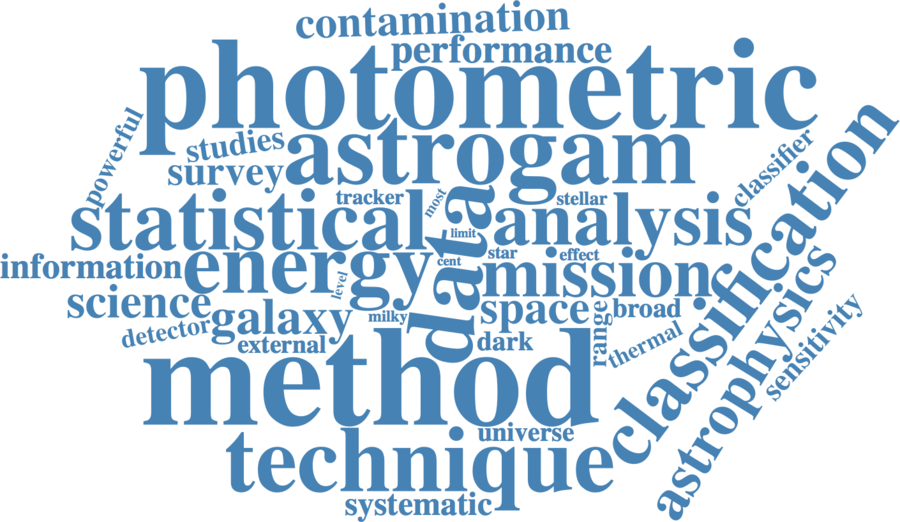 contamination
performance
photometric
powerful
studies
astrogam
survey
classifier
classification
tracker
most
stellar
statistical
data
analysis
limit
star
effect
information
energy
cent
mission
level
science
galaxy
milky
space
range
broad
detector
external
dark
thermal
sensitivity
astrophysics
method
universe
technique
systematic